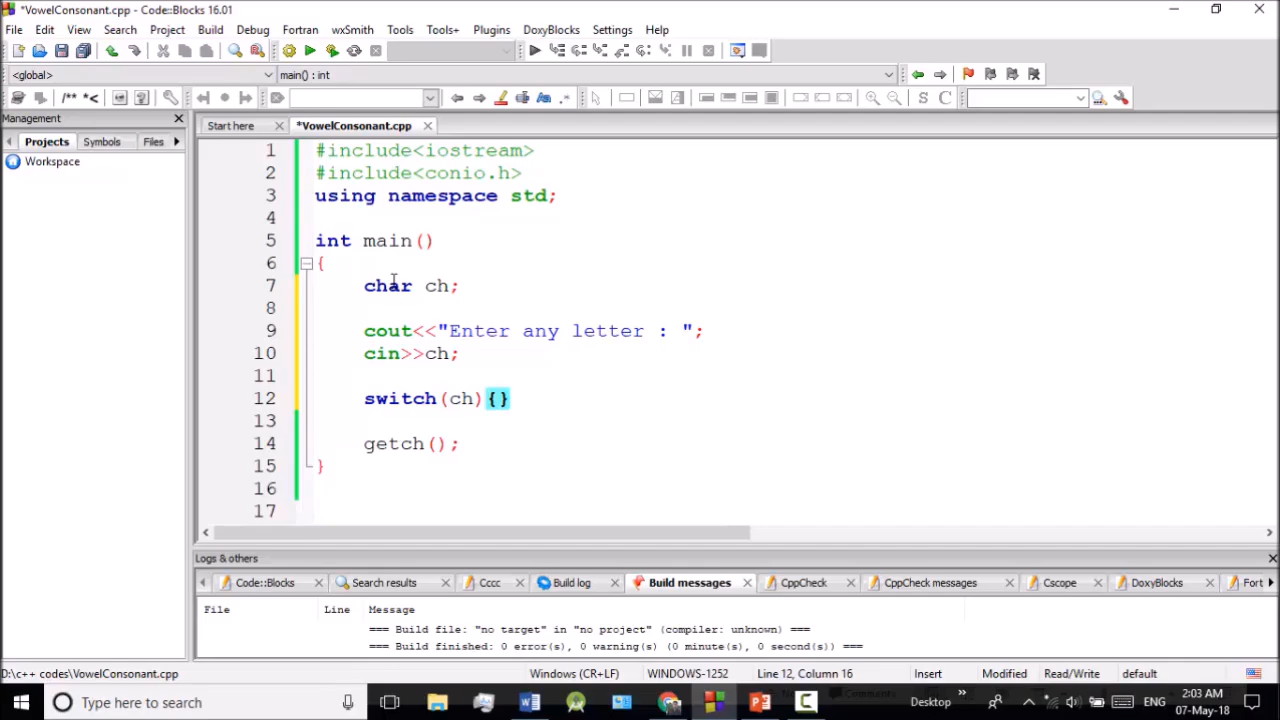 *VowelConsonant.cpp - Code::Blocks 16.01
File Edit View Search Project Build Debug Fortran wxSmith Tools Tools+ Plugins DoxyBlocks Settings Help
<global> main() : int
/** *<
S C
Management
Projects Symbols Files
Workspace
Start here *VowelConsonant.cpp
1 #include<iostream>
2 #include<conio.h>
3 using namespace std;
4
5 int main()
6 {
7 char ch;
8
9 cout<<"Enter any letter : ";
10 cin>>ch;
11
12 switch(ch){}
13
14 getch();
15 }
16
17
Logs & others
Code::Blocks Search results Cccc Build log Build messages CppCheck CppCheck messages Cscope DoxyBlocks Fort
File Line Message
=== Build file: "no target" in "no project" (compiler: unknown) ===
=== Build finished: 0 error(s), 0 warning(s) (0 minute(s), 0 second(s)) ===
D:\c++ codes\VowelConsonant.cpp Windows (CR+LF) WINDOWS-1252 Line 12, Column 16 Insert Modified Read/Write default
Type here to search
Desktop
ENG
2:03 AM
07-May-18